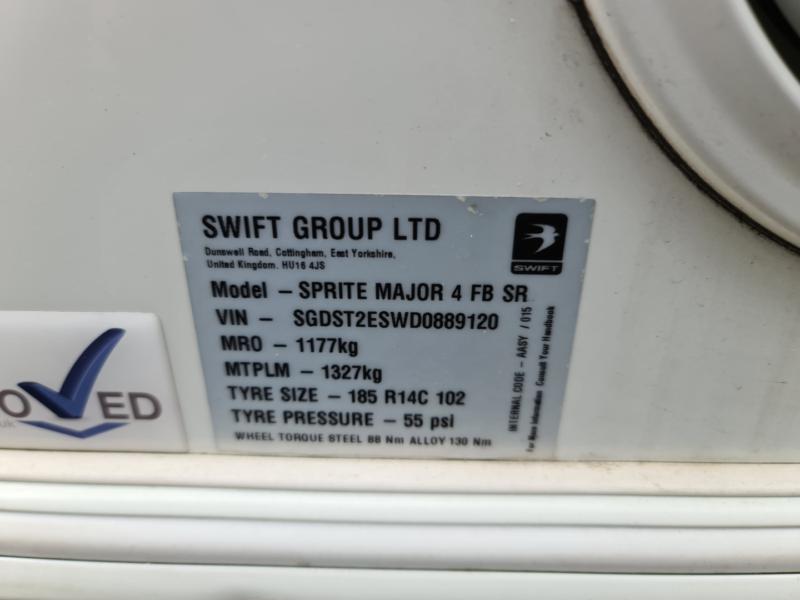 SWIFT GROUP LTD
Dunswell Road, Cottingham, East Yorkshire,
United Kingdom. HU16 4JS
SWIFT
Model – SPRITE MAJOR 4 FB SR
VIN – SGDST2ESWD0889120
MRO – 1177kg
MTPLM – 1327kg
TYRE SIZE – 185 R14C 102
TYRE PRESSURE – 55 psi
WHEEL TORQUE STEEL 88 Nm ALLOY 130 Nm
INTERNAL CODE – AASY / 015
For More Information Consult Your Handbook
O VED
uk